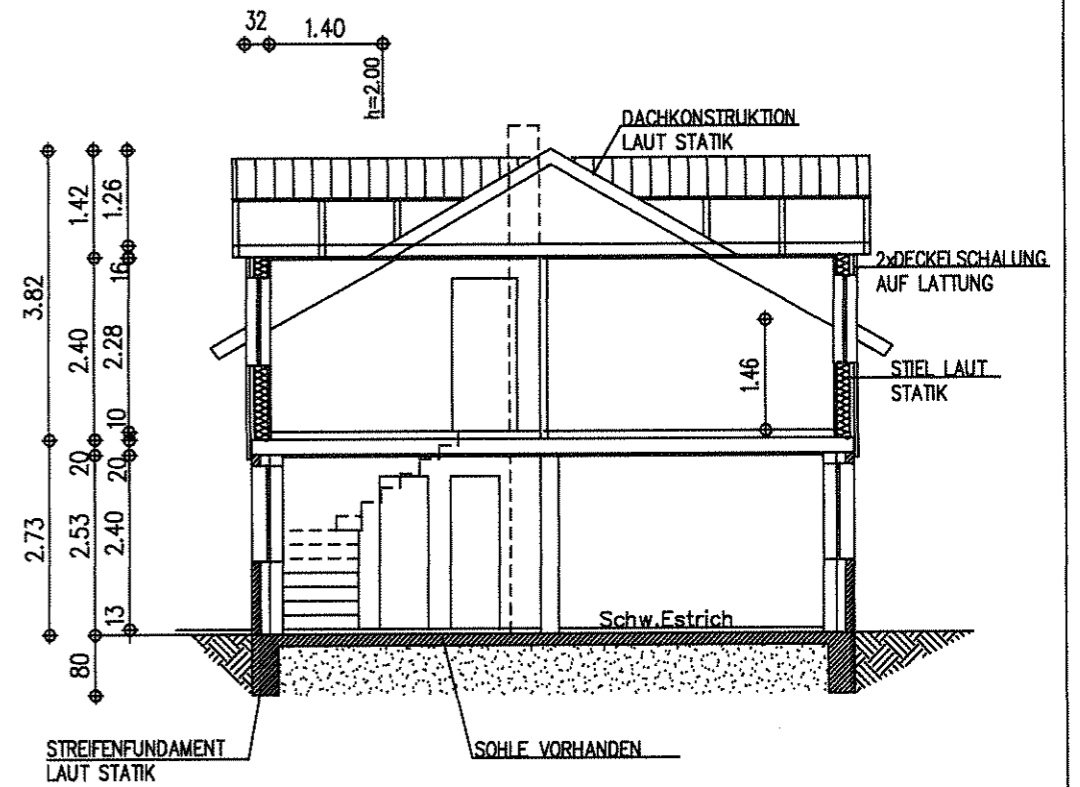 32
1.40
h=2.00
DACHKONSTRUKTION
LAUT STATIK
1.42
1.26
3.82
16
2xDECKELSCHALUNG
AUF LATTUNG
2.40
2.28
1.46
STIEL LAUT
STATIK
10
20
20
2.73
2.53
2.40
13
Schw.Estrich
80
STREIFENFUNDAMENT
LAUT STATIK
SOHLE VORHANDEN